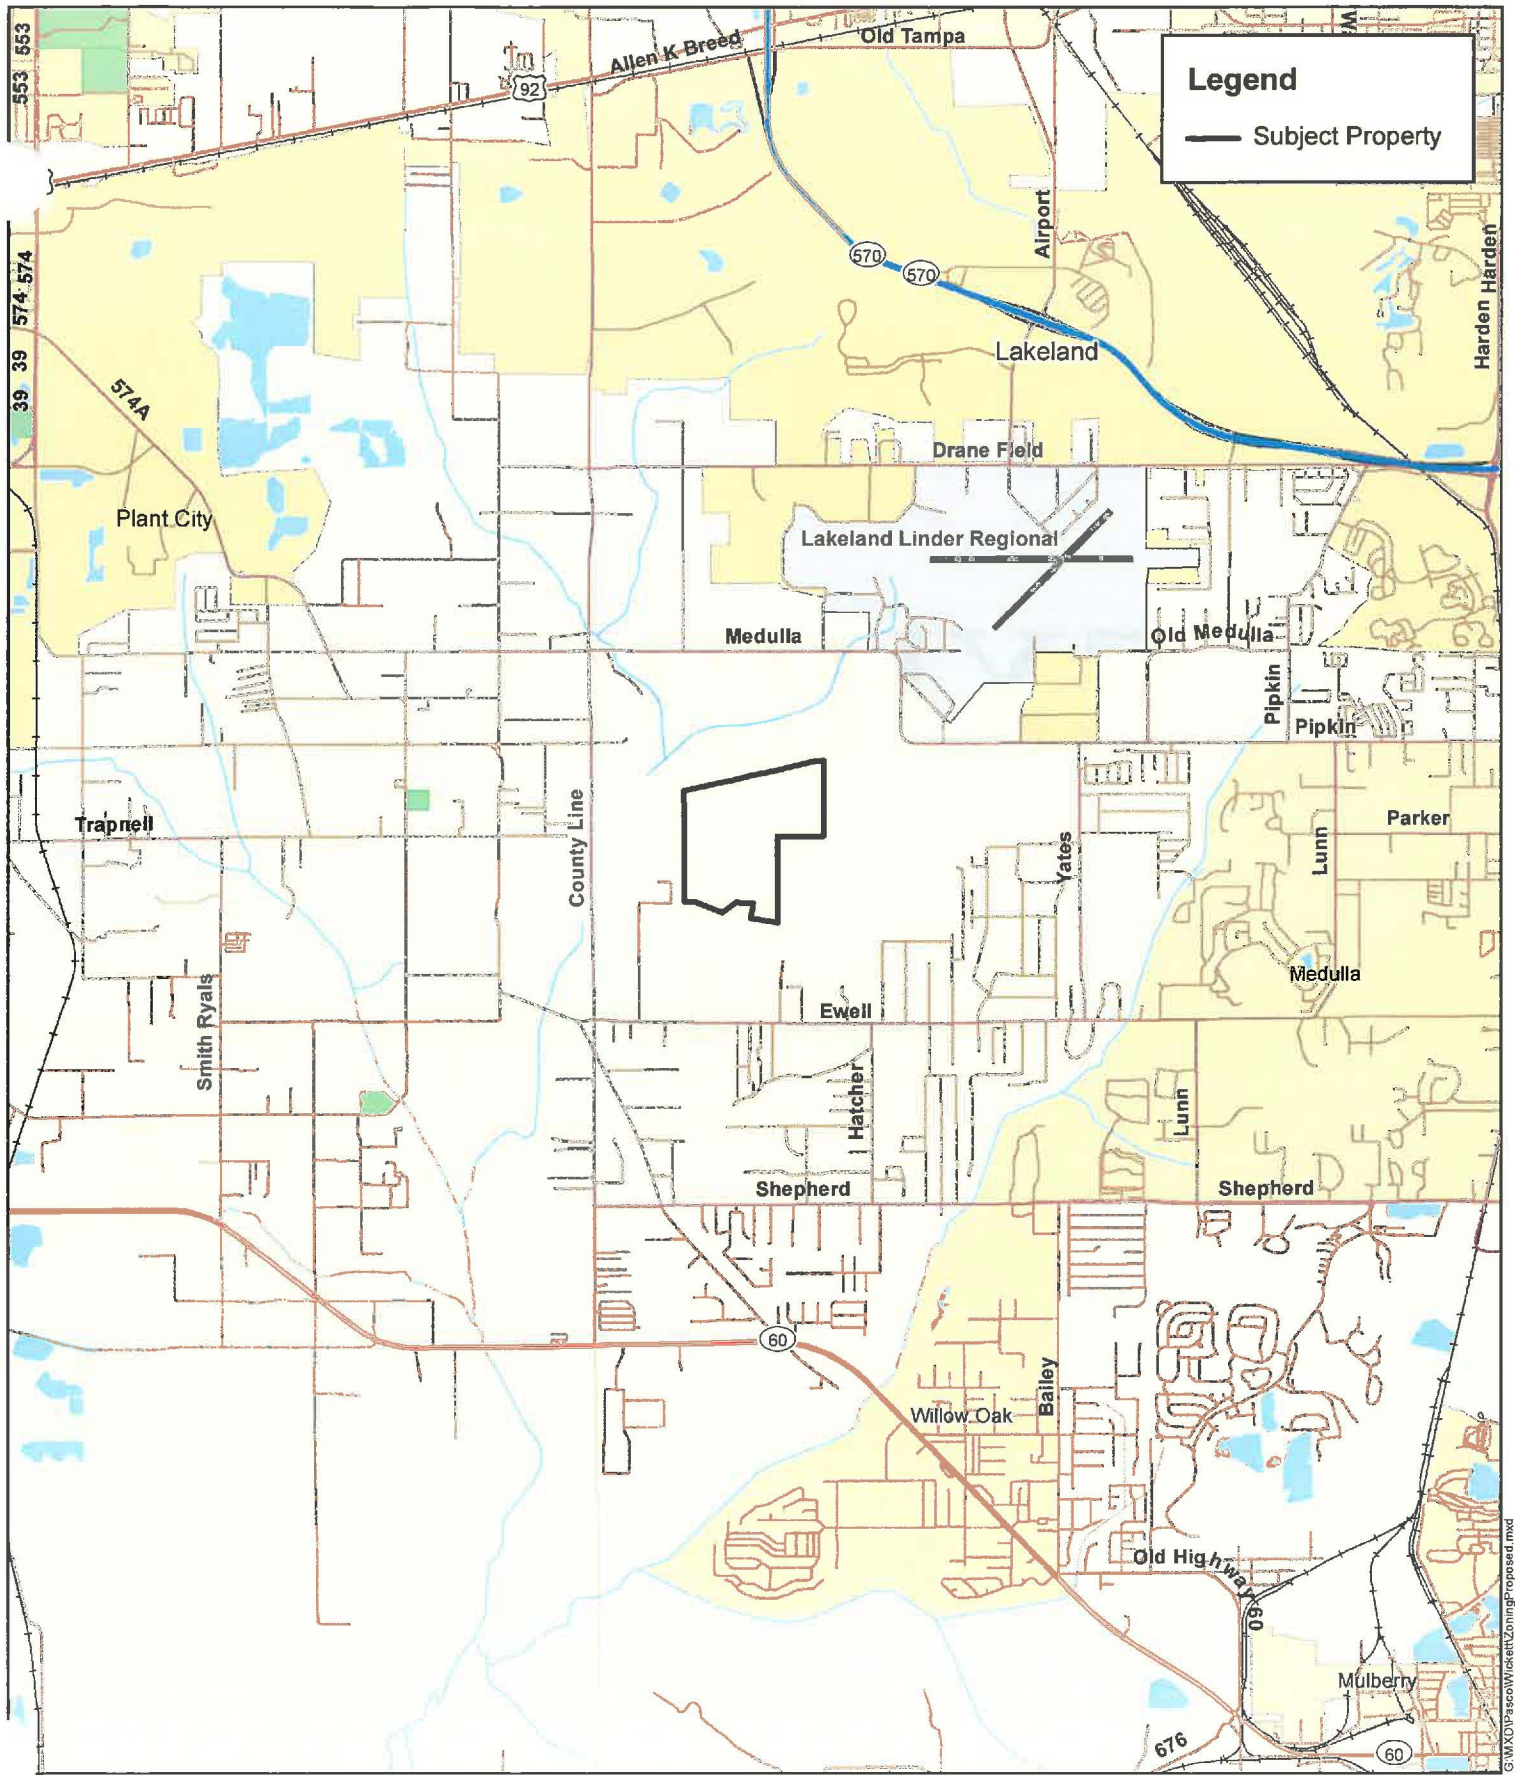 553
553
Allen K Breed
92
Old Tampa
W
Legend
Subject Property
574
574
39
39
574A
570
570
Airport
Harden
Harden
Lakeland
Drane Field
Plant City
Lakeland Linder Regional
Medulla
Old Medulla
Pipkin
Pipkin
Trapnell
County Line
Yates
Lunn
Parker
Medulla
Smith Ryals
Ewell
Hatcher
Lunn
Shepherd
Shepherd
60
Willow Oak
Bailey
Old Highway 60
Mulberry
676
60
G:\MXO\Pasco\Wickett\ZoningProposed.mxd